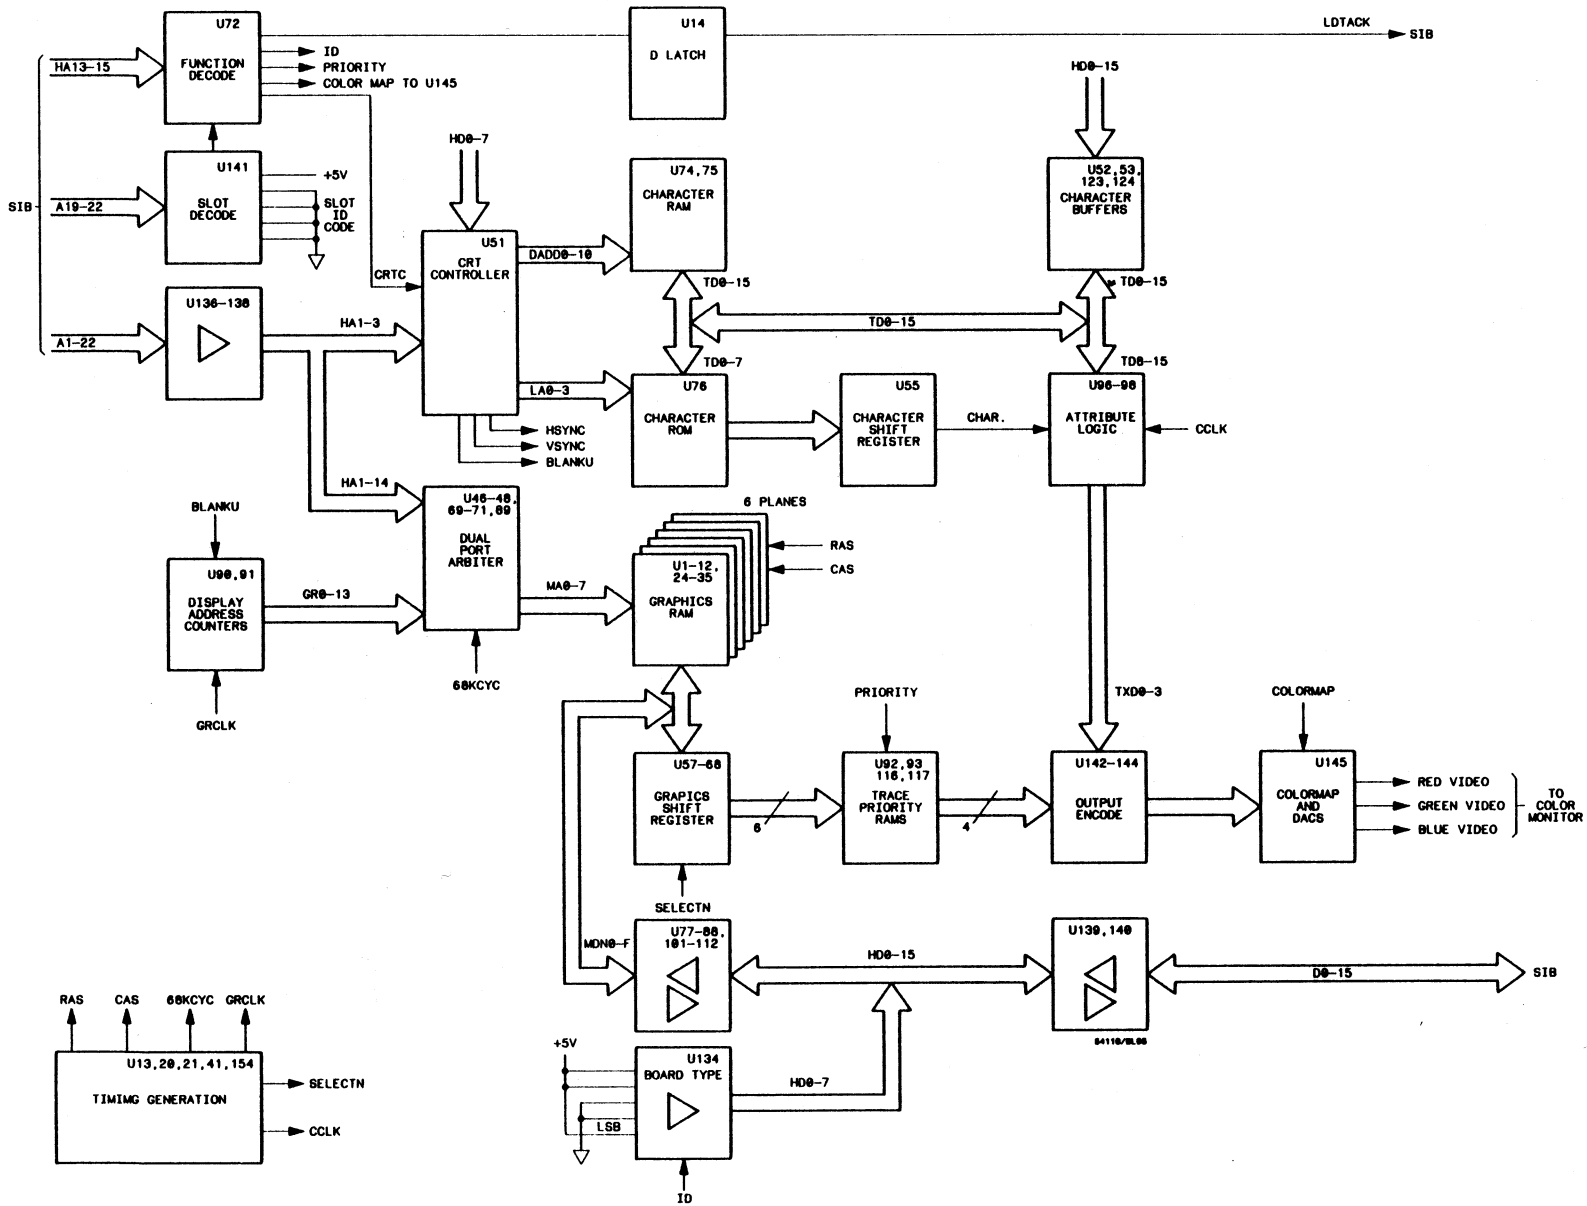 U72
FUNCTION
DECODE
HA13-15
ID
PRIORITY
COLOR MAP TO U145
U14
D LATCH
LDTACK
SIB
HD0-15
U141
SLOT
DECODE
A19-22
SIB
+5V
SLOT
ID
CODE
HD0-7
U51
CRT
CONTROLLER
CRTC
DADD0-10
U74,75
CHARACTER
RAM
U52,53,
123,124
CHARACTER
BUFFERS
TD0-15
TD0-15
TD0-15
TD0-7
TD8-15
U136-138
A1-22
HA1-3
LA0-3
HSYNC
VSYNC
BLANKU
U76
CHARACTER
ROM
U55
CHARACTER
SHIFT
REGISTER
CHAR.
U96-98
ATTRIBUTE
LOGIC
CCLK
HA1-14
U46-48,
69-71,89
DUAL
PORT
ARBITER
68KCYC
BLANKU
U90,91
DISPLAY
ADDRESS
COUNTERS
GR0-13
GRCLK
MA0-7
6 PLANES
RAS
CAS
U1-12,
24-35
GRAPHICS
RAM
TXD0-3
U57-68
GRAPICS
SHIFT
REGISTER
SELECTN
6
PRIORITY
U92,93
116,117
TRACE
PRIORITY
RAMS
4
U142-144
OUTPUT
ENCODE
COLORMAP
U145
COLORMAP
AND
DACS
RED VIDEO
GREEN VIDEO
BLUE VIDEO
TO
COLOR
MONITOR
MDN0-F
U77-88,
101-112
HD0-15
U139,140
D0-15
SIB
+5V
U134
BOARD TYPE
LSB
HD0-7
ID
RAS
CAS
68KCYC
GRCLK
U13,20,21,41,154
TIMIMG GENERATION
SELECTN
CCLK